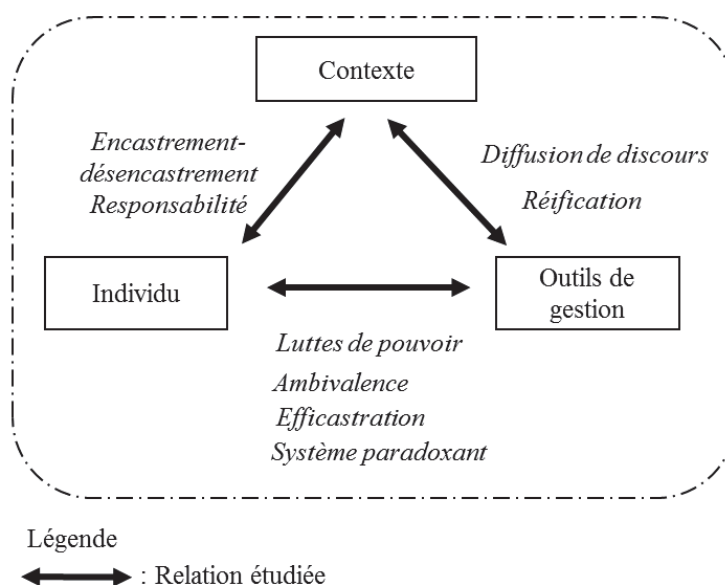 Contexte
Encastrement-
désencastrement
Responsabilité
Diffusion de discours
Réification
Individu
Outils de
gestion
Luttes de pouvoir
Ambivalence
Efficastration
Système paradoxant
Légende
: Relation étudiée